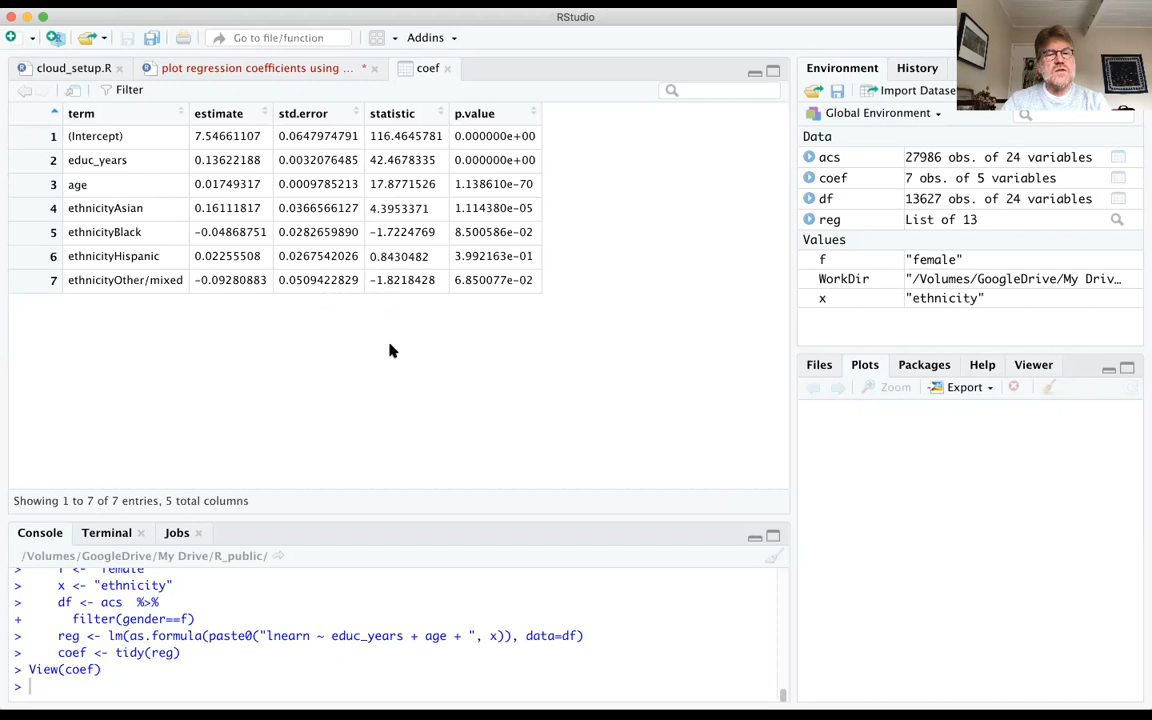 RStudio
Go to file/function
Addins
cloud_setup.R
plot regression coefficients using ... *
coef
Filter
term estimate std.error statistic p.value
1 (Intercept) 7.54661107 0.0647974791 116.4645781 0.000000e+00
2 educ_years 0.13622188 0.0032076485 42.4678335 0.000000e+00
3 age 0.01749317 0.0009785213 17.8771526 1.138610e-70
4 ethnicityAsian 0.16111817 0.0366566127 4.3953371 1.114380e-05
5 ethnicityBlack −0.04868751 0.0282659890 −1.7224769 8.500586e-02
6 ethnicityHispanic 0.02255508 0.0267542026 0.8430482 3.992163e-01
7 ethnicityOther/mixed −0.09280883 0.0509422829 −1.8218428 6.850077e-02
Showing 1 to 7 of 7 entries, 5 total columns
Console Terminal Jobs
/Volumes/GoogleDrive/My Drive/R_public/
> f <- "female"
> x <- "ethnicity"
> df <- acs %>%
+ filter(gender==f)
> reg <- lm(as.formula(paste0("lnearn ~ educ_years + age + ", x)), data=df)
> coef <- tidy(reg)
> View(coef)
>
Environment History
Import Datase
Global Environment
Data
acs 27986 obs. of 24 variables
coef 7 obs. of 5 variables
df 13627 obs. of 24 variables
reg List of 13
Values
f "female"
WorkDir "/Volumes/GoogleDrive/My Driv…
x "ethnicity"
Files Plots Packages Help Viewer
Zoom Export